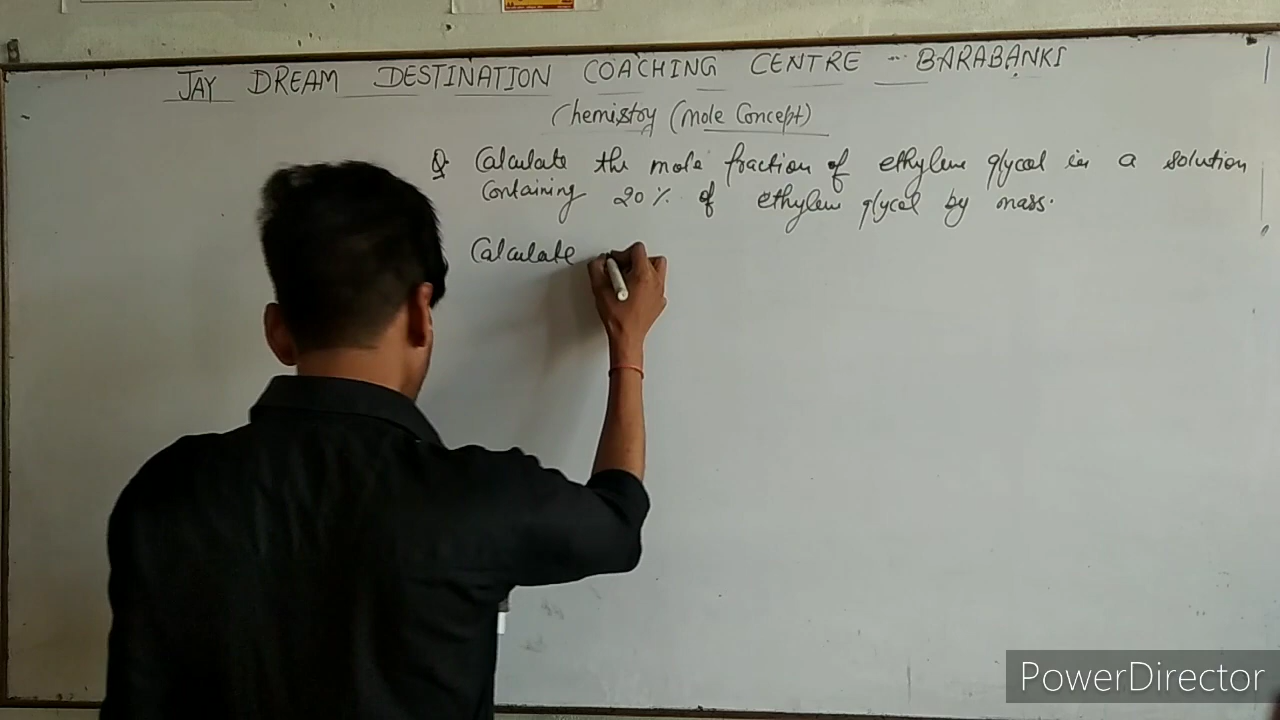 JAY DREAM DESTINATION COACHING CENTRE - BARABANKI
Chemistry (Mole Concept)
Q Calculate the mole fraction of ethylene glycol in a solution
containing 20% of ethylene glycol by mass.
Calculate
PowerDirector